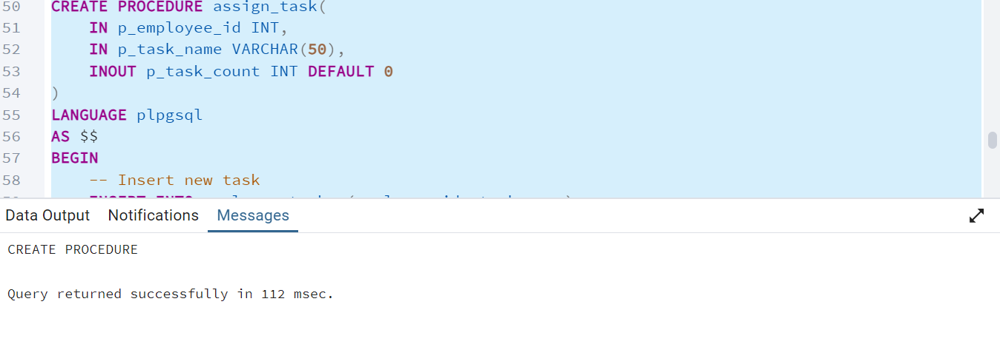 50 CREATE PROCEDURE assign_task(
51 IN p_employee_id INT,
52 IN p_task_name VARCHAR(50),
53 INOUT p_task_count INT DEFAULT 0
54 )
55 LANGUAGE plpgsql
56 AS $$
57 BEGIN
58 -- Insert new task
Data Output Notifications Messages
CREATE PROCEDURE
Query returned successfully in 112 msec.